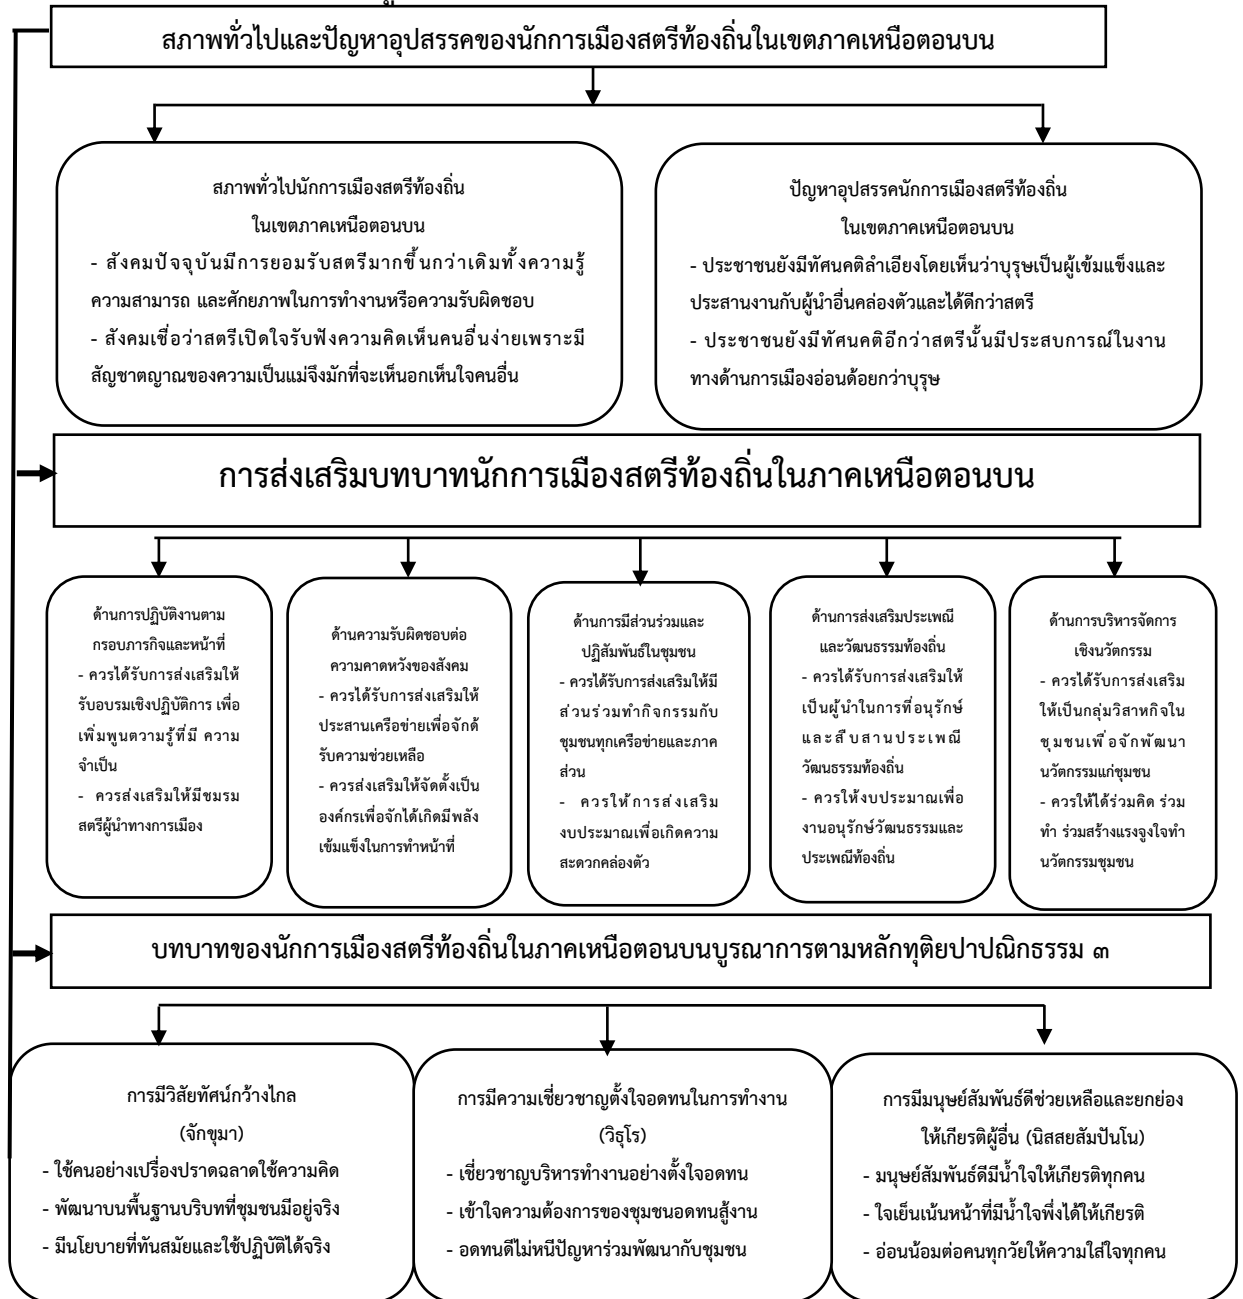 สภาพทั่วไปและปัญหาอุปสรรคของนักการเมืองสตรีท้องถิ่นในเขตภาคเหนือตอนบน
สภาพทั่วไปนักการเมืองสตรีท้องถิ่น
ในเขตภาคเหนือตอนบน
- สังคมปัจจุบันมีการยอมรับสตรีมากขึ้นกว่าเดิมทั้งความรู้
ความสามารถ และศักยภาพในการทำงานหรือความรับผิดชอบ
- สังคมเชื่อว่าสตรีเปิดใจรับฟังความคิดเห็นคนอื่นง่ายเพราะมี
สัญชาตญาณของความเป็นแม่จึงมักที่จะเห็นอกเห็นใจคนอื่น
ปัญหาอุปสรรคนักการเมืองสตรีท้องถิ่น
ในเขตภาคเหนือตอนบน
- ประชาชนยังมีทัศนคติลำเอียงโดยเห็นว่าบุรุษเป็นผู้เข้มแข็งและ
ประสานงานกับผู้นำอื่นคล่องตัวและได้ดีกว่าสตรี
- ประชาชนยังมีทัศนคติอีกว่าสตรีนั้นมีประสบการณ์ในงาน
ทางด้านการเมืองอ่อนด้อยกว่าบุรุษ
การส่งเสริมบทบาทนักการเมืองสตรีท้องถิ่นในภาคเหนือตอนบน
ด้านการปฏิบัติงานตาม
กรอบภารกิจและหน้าที่
- ควรได้รับการส่งเสริมให้
รับอบรมเชิงปฏิบัติการ เพื่อ
เพิ่มพูนตวามรู้ที่มี ความ
จำเป็น
- ควรส่งเสริมให้มีชมรม
สตรีผู้นำทางการเมือง
ด้านความรับผิดชอบต่อ
ความคาดหวังของสังคม
- ควรได้รับการส่งเสริมให้
ประสานเครือข่ายเพื่อจักด้
รับความช่วยเหลือ
- ควรส่งเสริมให้จัดตั้งเป็น
องค์กรเพื่อจักได้เกิดมีพลัง
เข้มแข็งในการทำหน้าที่
ด้านการมีส่วนร่วมและ
ปฏิสัมพันธ์ในชุมชน
- ควรได้รับการส่งเสริมให้มี
ส่วนร่วมทำกิจกรรมกับ
ชุมชนทุกเครือข่ายและภาค
ส่วน
- ควรให้การส่งเสริม
งบประมาณเพื่อเกิดความ
สะดวกคล่องตัว
ด้านการส่งเสริมประเพณี
และวัฒนธรรมท้องถิ่น
- ควรได้รับการส่งเสริมให้
เป็นผู้นำในการที่อนุรักษ์
และสืบสานประเพณี
วัฒนธรรมท้องถิ่น
- ควรให้งบประมาณเพื่อ
งานอนุรักษ์วัฒนธรรมและ
ประเพณีท้องถิ่น
ด้านการบริหารจัดการ
เชิงนวัตกรรม
- ควรได้รับการส่งเสริม
ให้เป็นกลุ่มวิสาหกิจใน
ชุมชนเพื่อจักพัฒนา
นวัตกรรมแก่ชุมชน
- ควรให้ได้ร่วมคิด ร่วม
ทำ ร่วมสร้างแรงจูงใจทำ
นวัตกรรมชุมชน
บทบาทของนักการเมืองสตรีท้องถิ่นในภาคเหนือตอนบนบูรณาการตามหลักทุติยปาปณิกธรรม ๓
การมีวิสัยทัศน์กว้างไกล
(จักขุมา)
- ใช้คนอย่างเปรื่องปราดฉลาดใช้ความคิด
- พัฒนาบนพื้นฐานบริบทที่ชุมชนมีอยู่จริง
- มีนโยบายที่ทันสมัยและใช้ปฏิบัติได้จริง
การมีความเชี่ยวชาญตั้งใจอดทนในการทำงาน
(วิธุโร)
- เชี่ยวชาญบริหารทำงานอย่างตั้งใจอดทน
- เข้าใจความต้องการของชุมชนอดทนสู้งาน
- อดทนดีไม่หนีปัญหาร่วมพัฒนากับชุมชน
การมีมนุษย์สัมพันธ์ดีช่วยเหลือและยกย่อง
ให้เกียรติผู้อื่น (นิสสยสัมปันโน)
- มนุษย์สัมพันธ์ดีมีน้ำใจให้เกียรติทุกคน
- ใจเย็นเน้นหน้าที่มีน้ำใจพึ่งได้ให้เกียรติ
- อ่อนน้อมต่อคนทุกวัยให้ความใส่ใจทุกคน